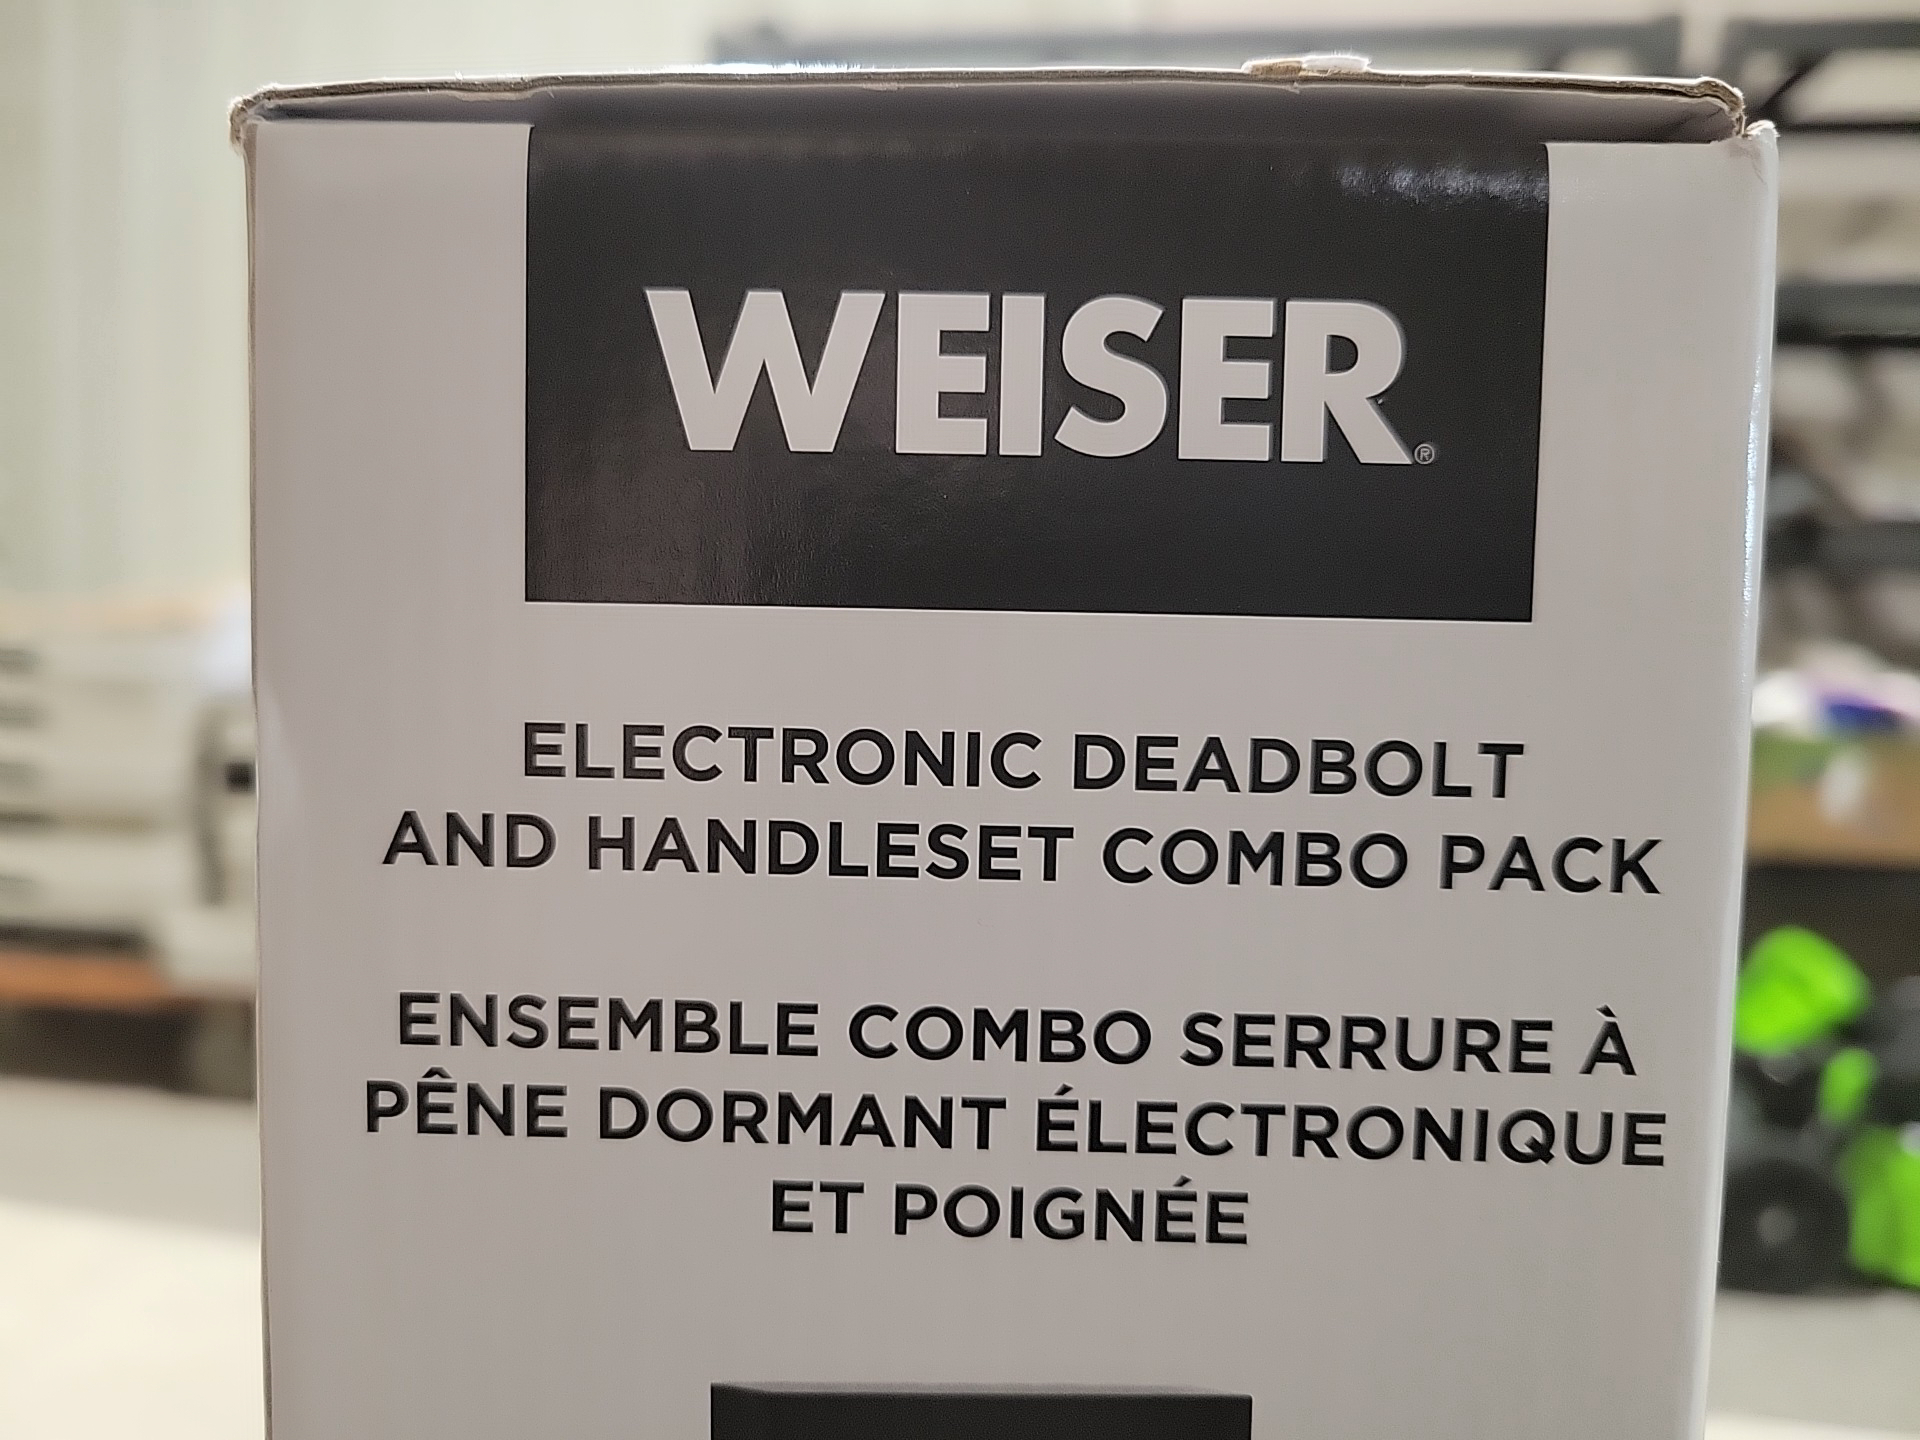 WEISER®
ELECTRONIC DEADBOLT
AND HANDLESET COMBO PACK
ENSEMBLE COMBO SERRURE À
PÊNE DORMANT ÉLECTRONIQUE
ET POIGNÉE